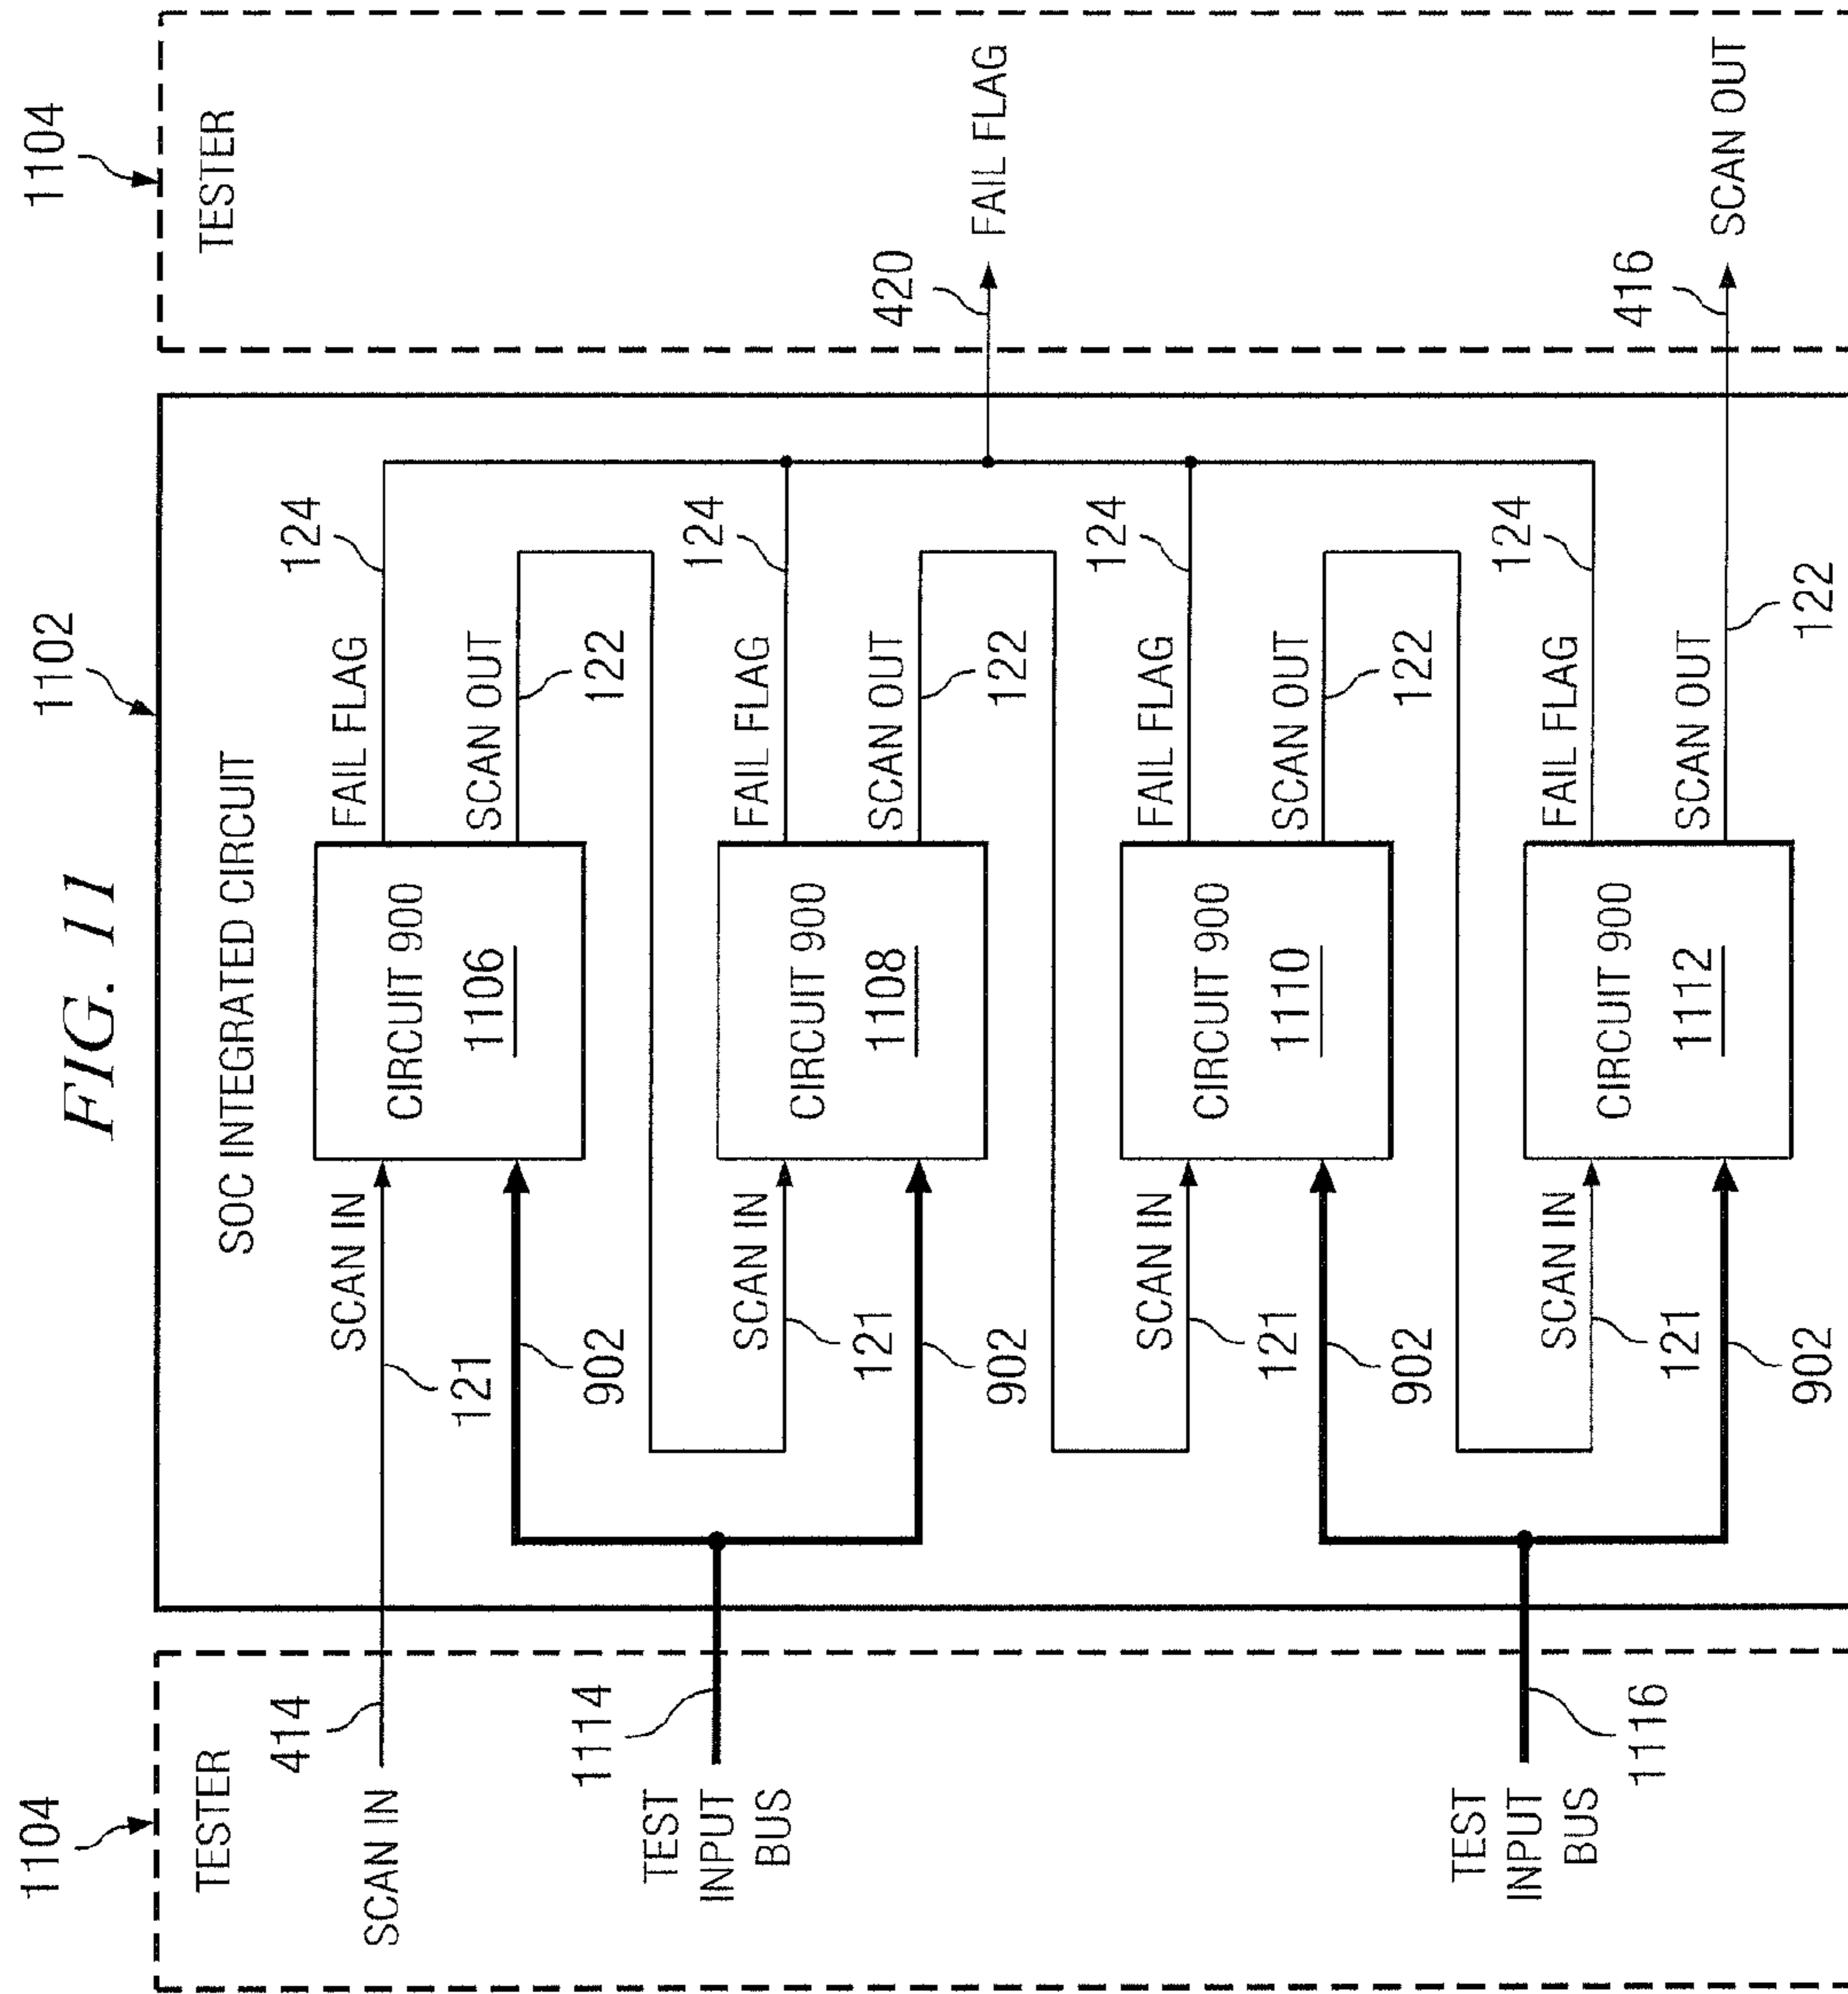 FIG. 11
1104
1102
1104
TESTER
SOC INTEGRATED CIRCUIT
TESTER
SCAN IN
414
121
SCAN IN
CIRCUIT 900
1106
FAIL FLAG
124
SCAN OUT
122
902
TEST
INPUT
BUS
1114
SCAN IN
121
CIRCUIT 900
1108
FAIL FLAG
124
SCAN OUT
122
902
420
FAIL FLAG
SCAN IN
121
CIRCUIT 900
1110
FAIL FLAG
124
SCAN OUT
122
902
TEST
INPUT
BUS
1116
SCAN IN
121
CIRCUIT 900
1112
FAIL FLAG
124
SCAN OUT
122
902
416
SCAN OUT